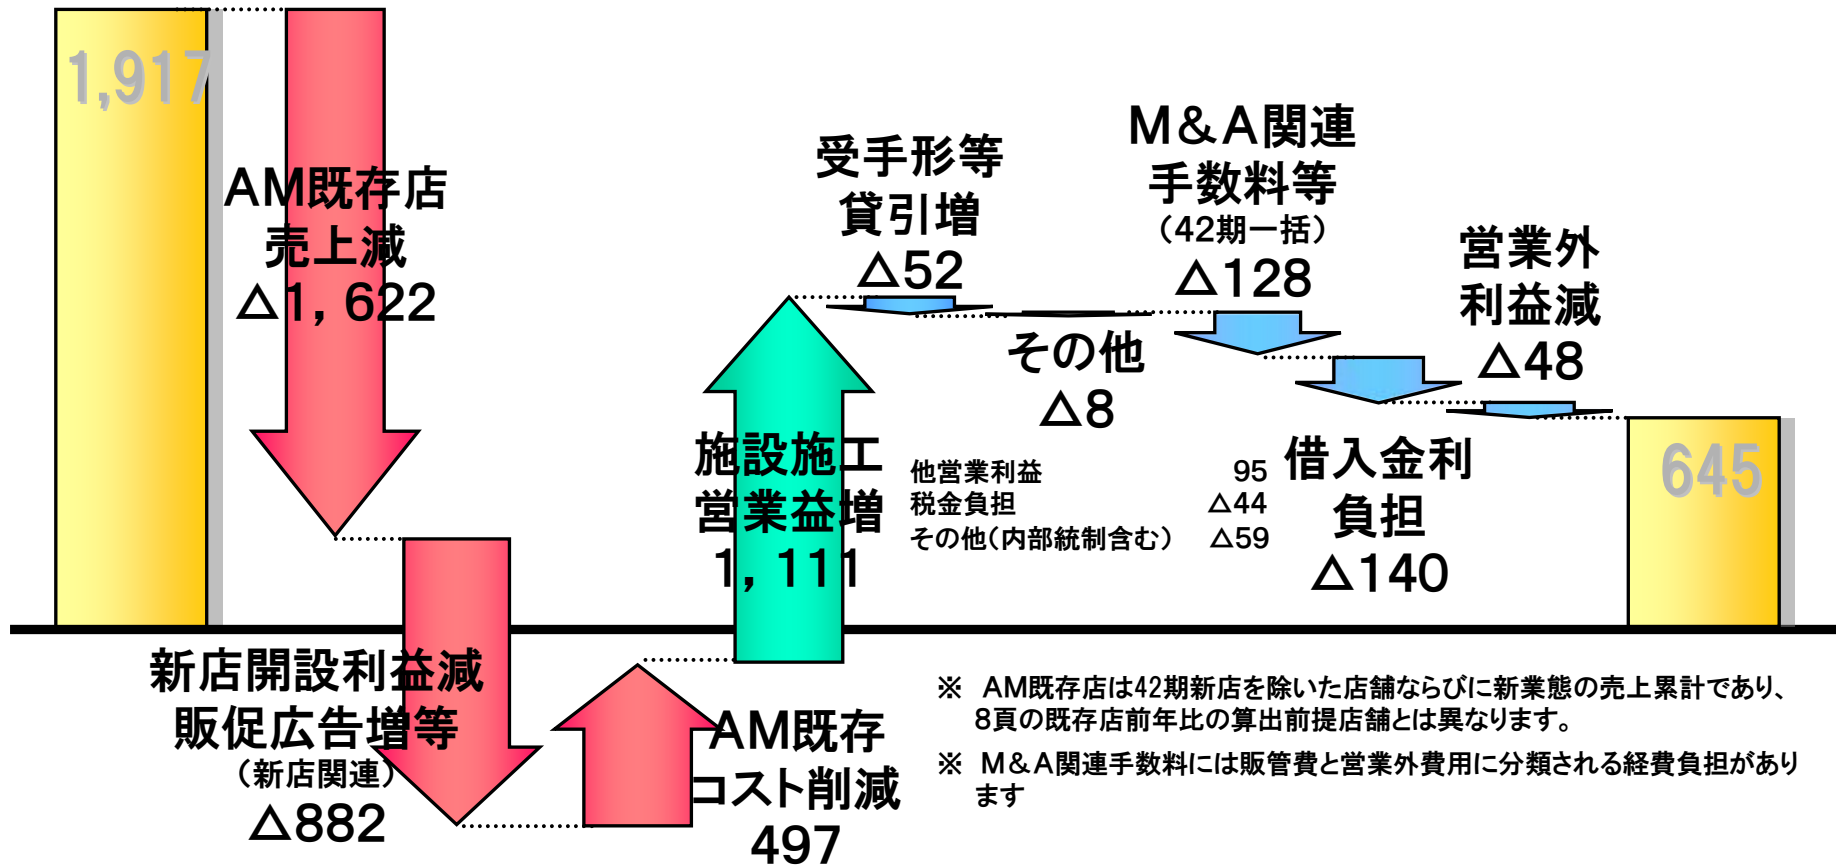 1,917
AM既存店
売上減
△1,622
新店開設利益減
販促広告増等
(新店関連)
△882
AM既存
コスト削減
497
施設施工
営業益増
1,111
受手形等
貸引増
△52
その他
△8
他営業利益 95
税金負担 △44
その他(内部統制含む) △59
M&A関連
手数料等
(42期一括)
△128
借入金利
負担
△140
営業外
利益減
△48
645
※ AM既存店は42期新店を除いた店舗ならびに新業態の売上累計であり、
8頁の既存店前年比の算出前提店舗とは異なります。
※ M&A関連手数料には販管費と営業外費用に分類される経費負担があり
ます